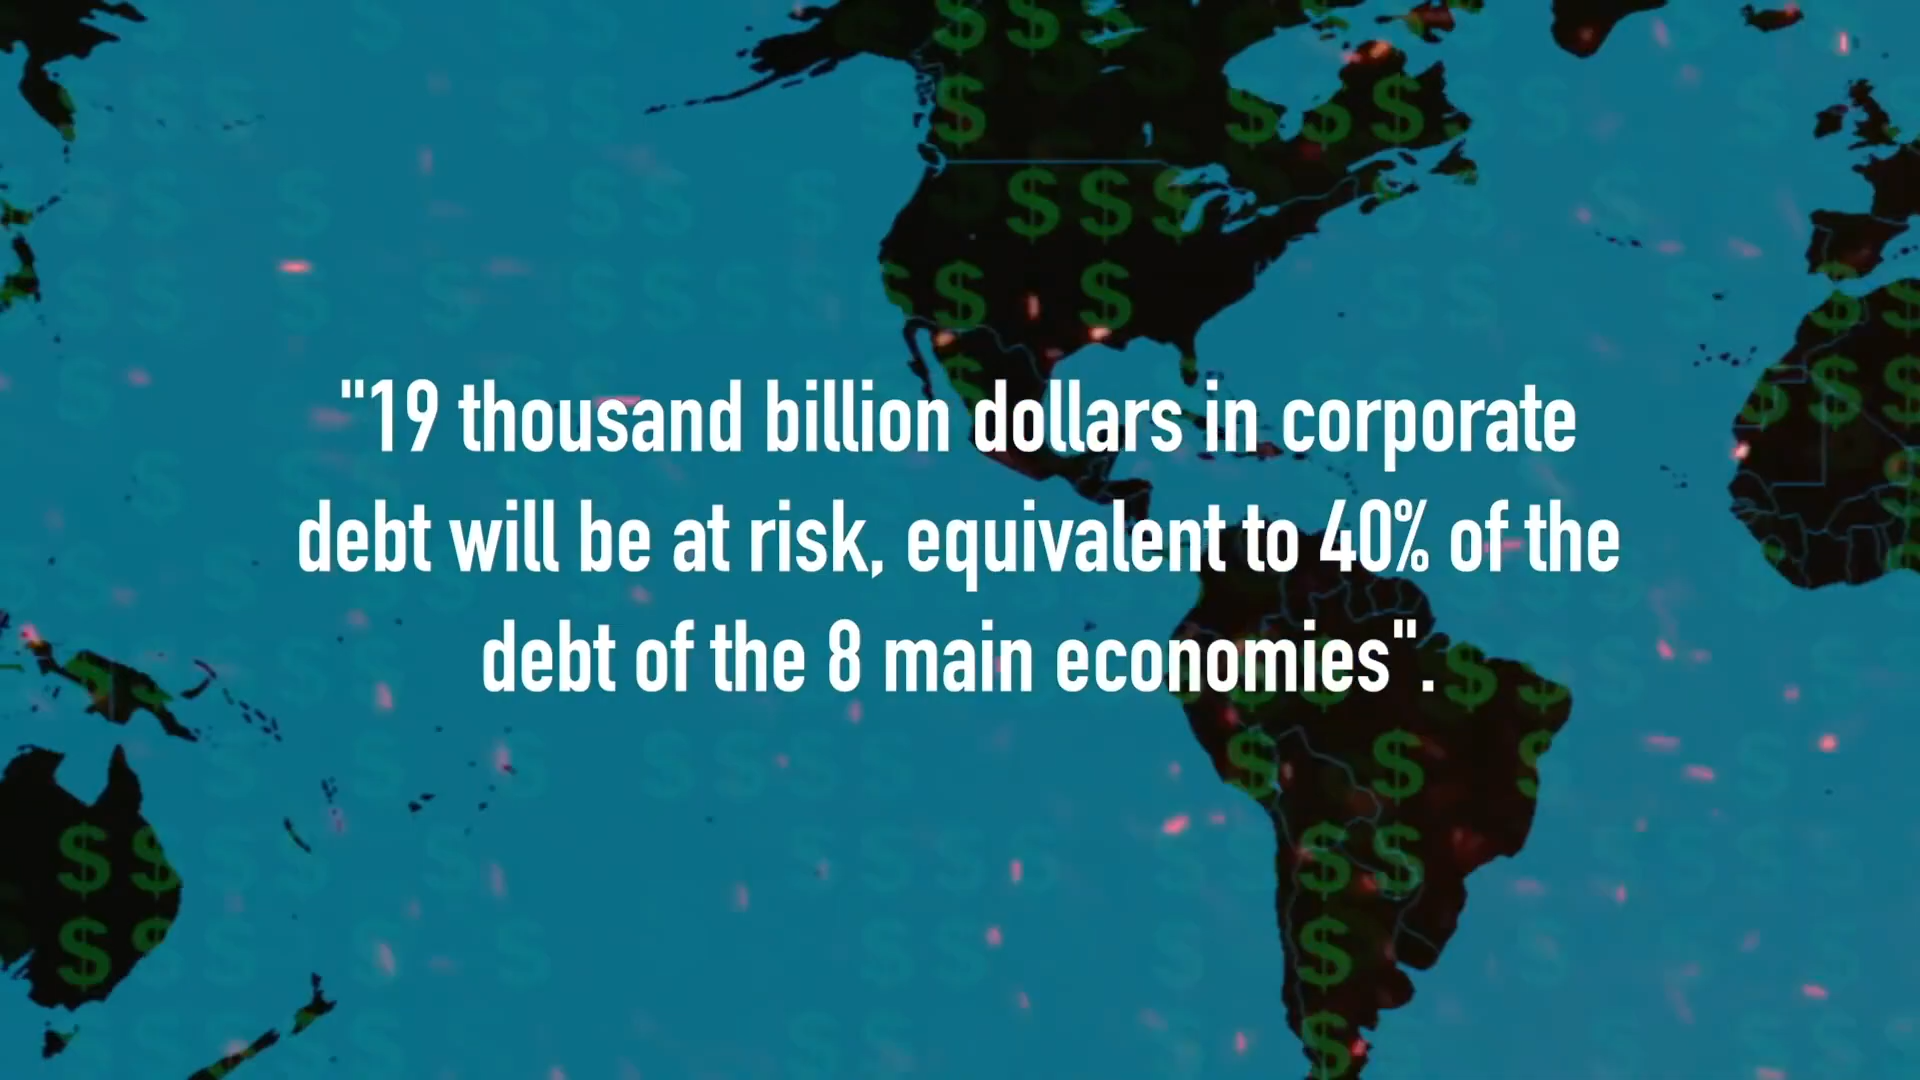 "19 thousand billion dollars in corporate
debt will be at risk, equivalent to 40% of the
debt of the 8 main economies".